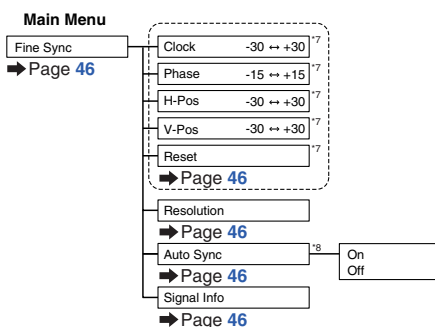 Main Menu
Fine Sync
Page 46
Clock -30 ↔ +30 *7
Phase -15 ↔ +15 *7
H-Pos -30 ↔ +30 *7
V-Pos -30 ↔ +30 *7
Reset *7
Page 46
Resolution
Page 46
Auto Sync *8
On
Off
Page 46
Signal Info
Page 46